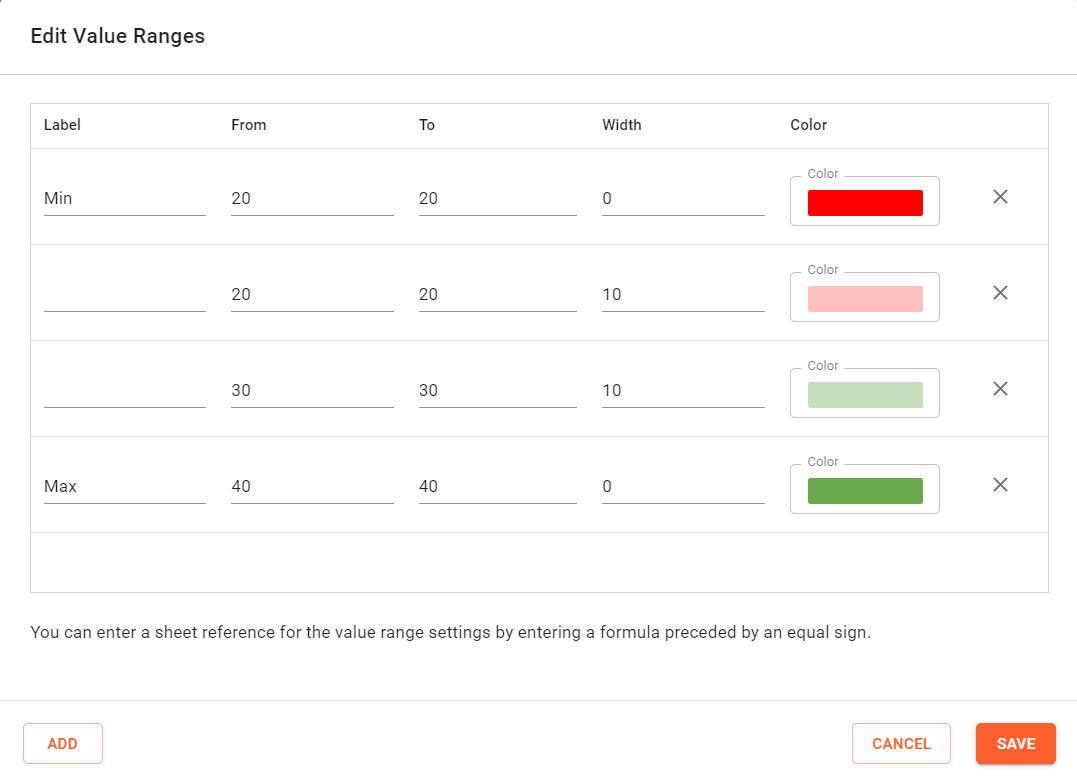 Edit Value Ranges
Label From To Width Color
Color
Min 20 20 0
Color
20 20 10
Color
30 30 10
Color
Max 40 40 0
You can enter a sheet reference for the value range settings by entering a formula preceded by an equal sign.
ADD CANCEL SAVE